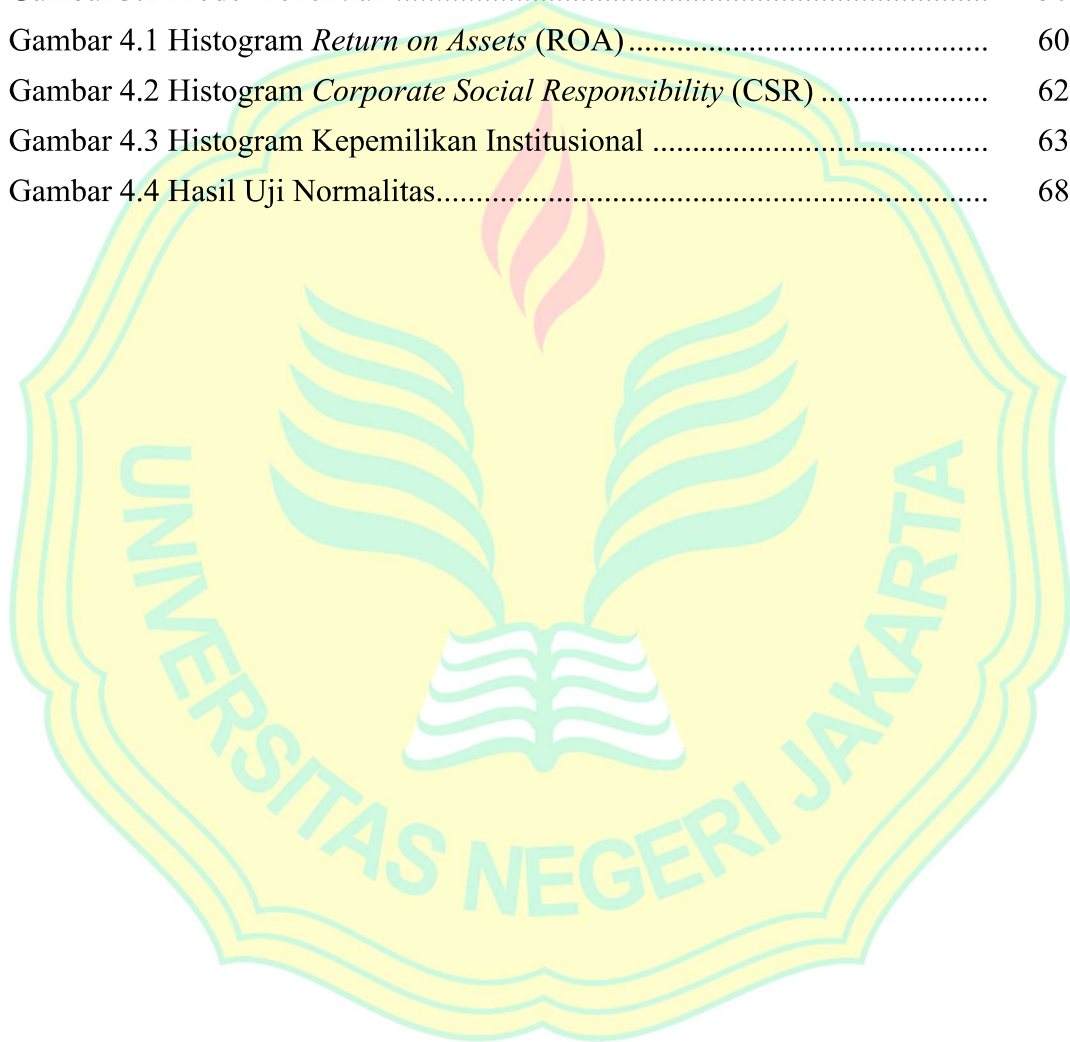 Gambar 4.1 Histogram Return on Assets (ROA)............................................. 60
Gambar 4.2 Histogram Corporate Social Responsibility (CSR) ..................... 62
Gambar 4.3 Histogram Kepemilikan Institusional .......................................... 63
Gambar 4.4 Hasil Uji Normalitas..................................................................... 68
UNIVERSITAS NEGERI JAKARTA